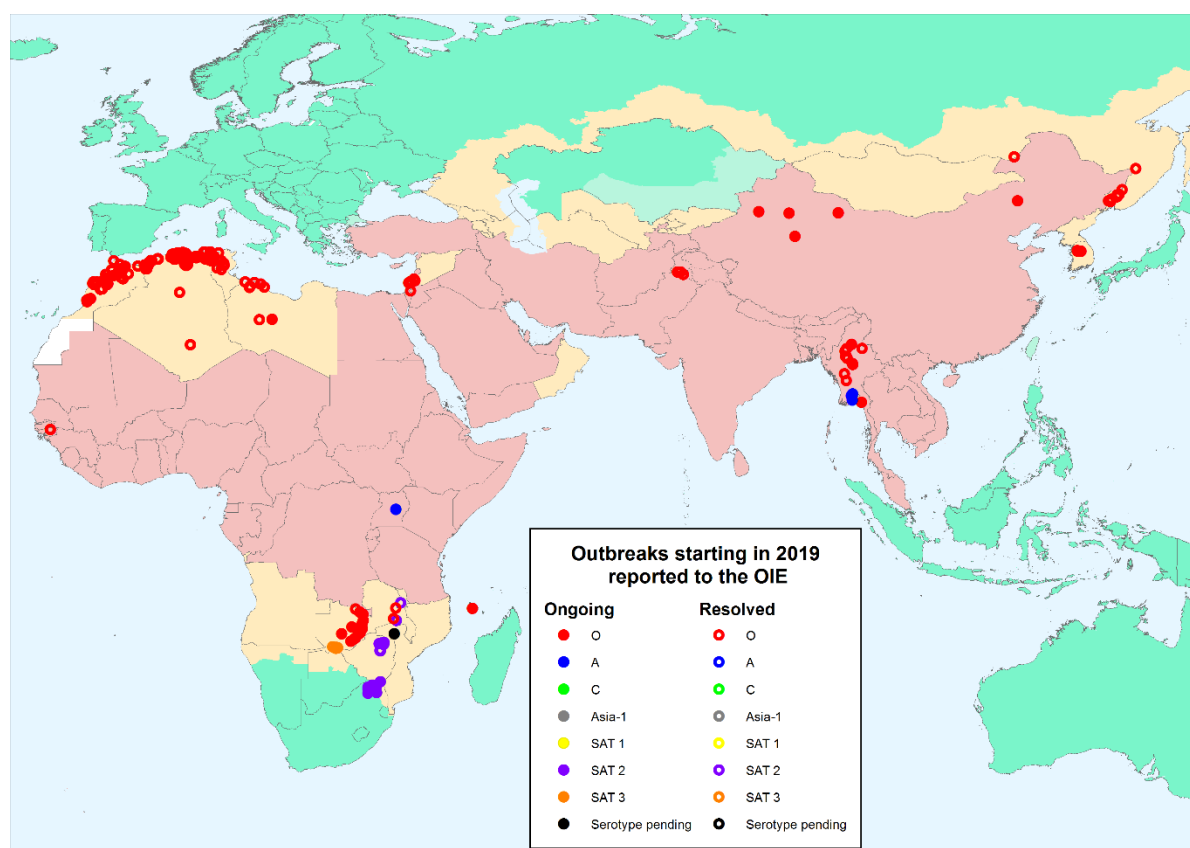 Outbreaks starting in 2019
reported to the OIE
Ongoing Resolved
O O
A A
C C
Asia-1 Asia-1
SAT 1 SAT 1
SAT 2 SAT 2
SAT 3 SAT 3
Serotype pending Serotype pending